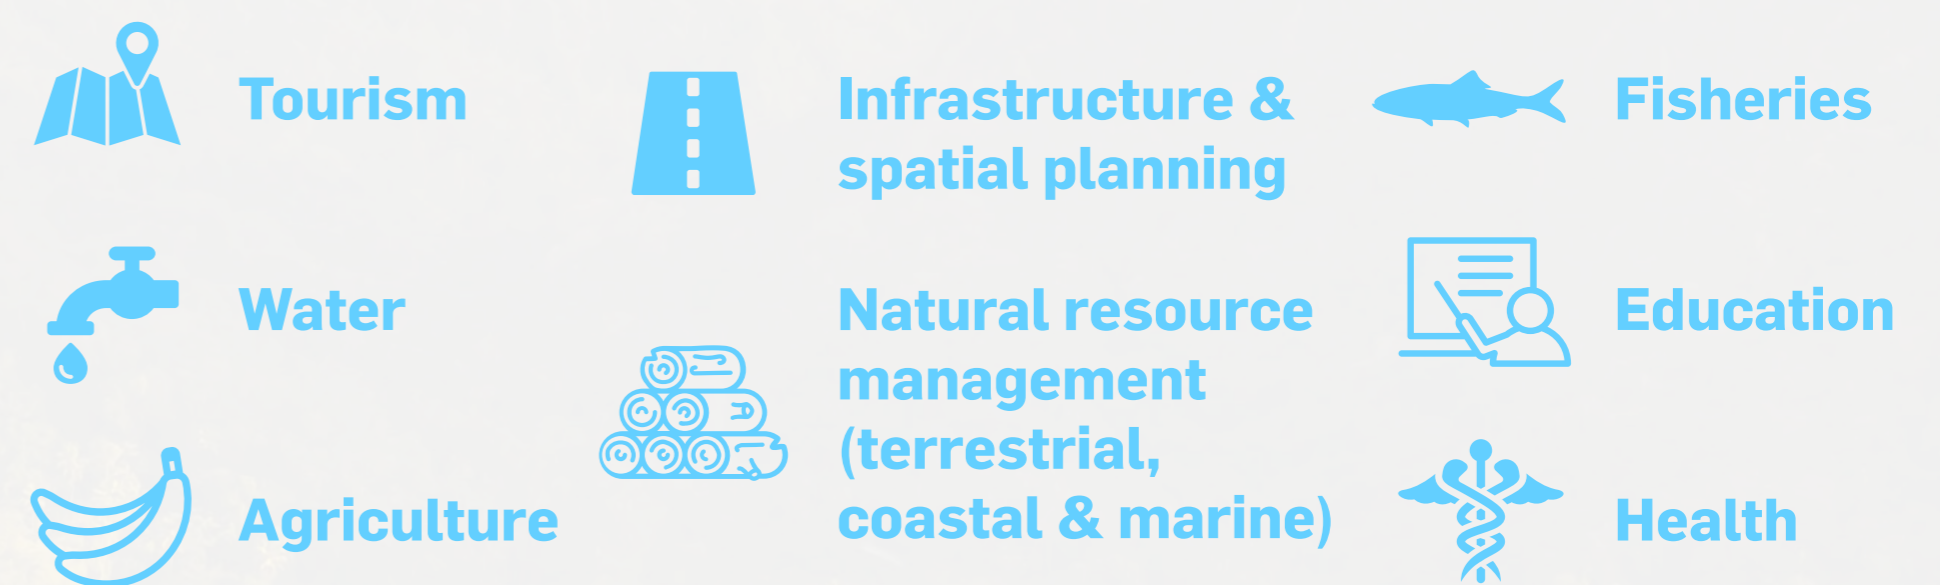 Tourism
Water
Agriculture
Infrastructure &
spatial planning
Natural resource
management
(terrestrial,
coastal & marine)
Fisheries
Education
Health